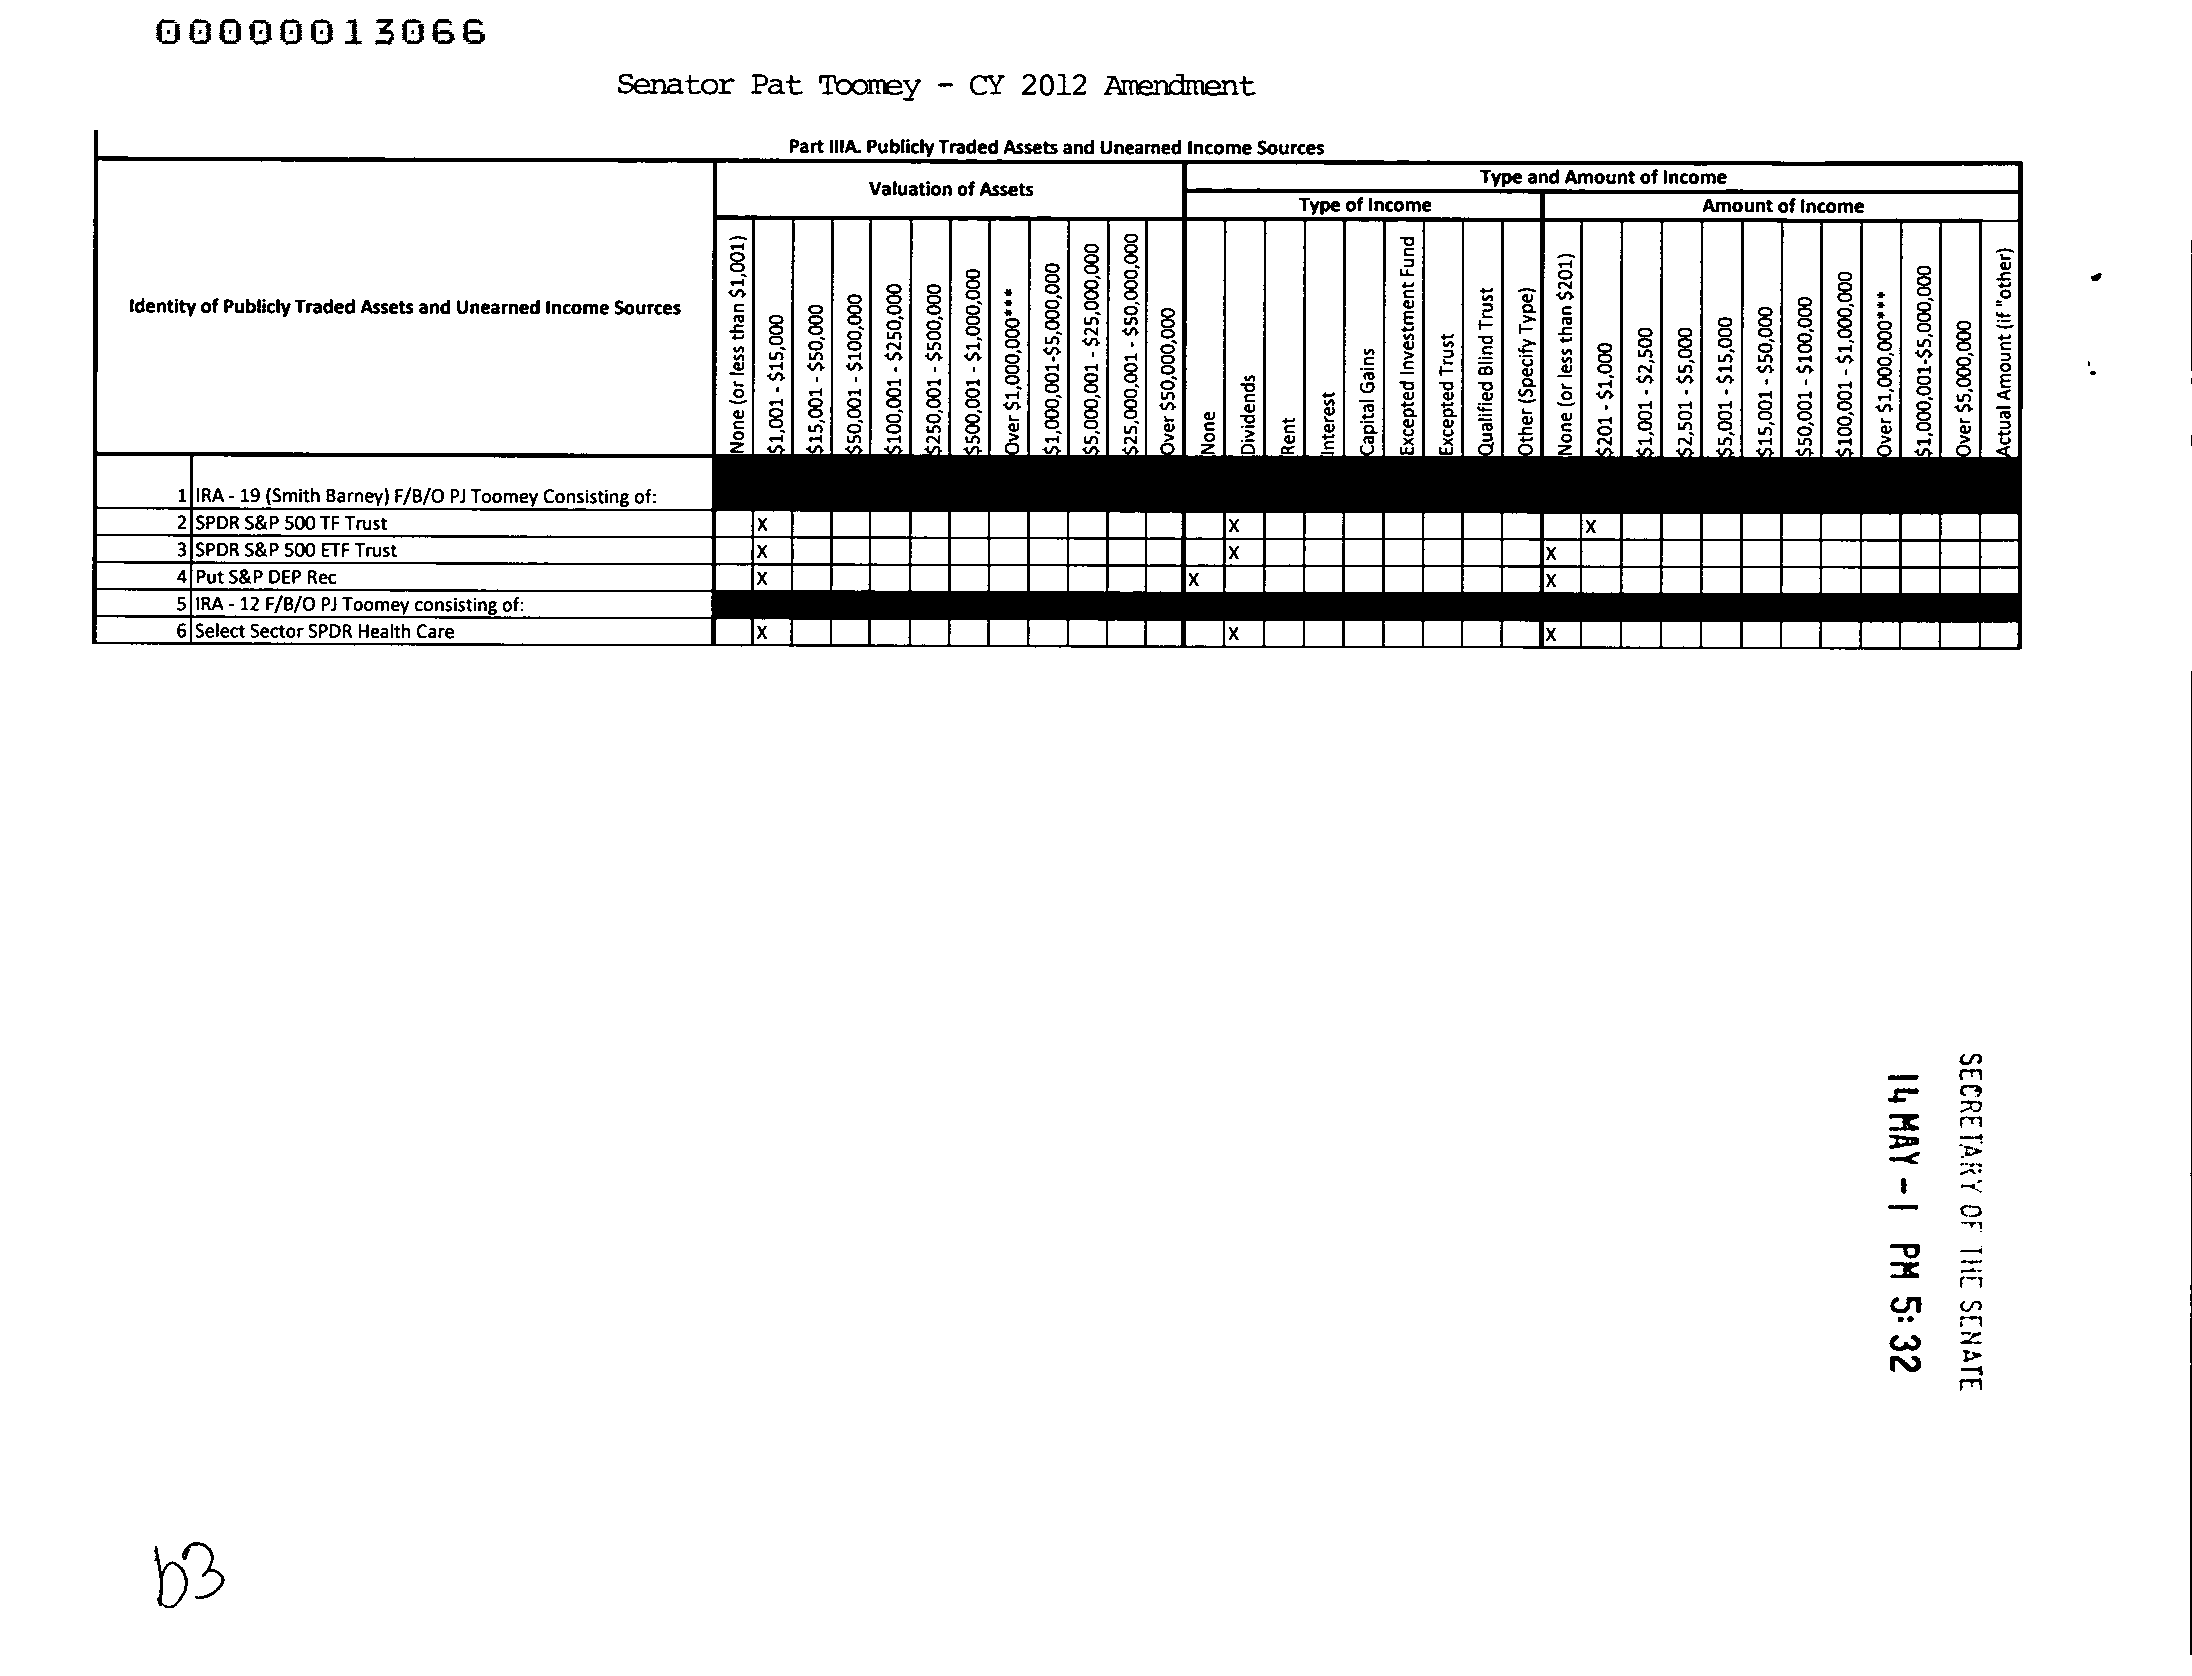 00000013066
Senator Pat Toomey - CY 2012 Amendment
Part IIIA. Publicly Traded Assets and Unearned Income Sources
Identity of Publicly Traded Assets and Unearned Income Sources
Valuation of Assets
Type and Amount of Income
Type of Income
Amount of Income
None (or less than $1,001)
$1,001 - $15,000
$15,001 - $50,000
$50,001 - $100,000
$100,001 - $250,000
$250,001 - $500,000
$500,001 - $1,000,000
Over $1,000,000***
$1,000,001-$5,000,000
$5,000,001 - $25,000,000
$25,000,001 - $50,000,000
Over $50,000,000
None
Dividends
Rent
Interest
Capital Gains
Excepted Investment Fund
Excepted Trust
Qualified Blind Trust
Other (Specify Type)
None (or less than $201)
$201 - $1,000
$1,001 - $2,500
$2,501 - $5,000
$5,001 - $15,000
$15,001 - $50,000
$50,001 - $100,000
$100,001 - $1,000,000
Over $1,000,000****
$1,000,001-$5,000,000
Over $5,000,000
Actual Amount (if "other)
1 IRA - 19 (Smith Barney) F/B/O PJ Toomey Consisting of:
2 SPDR S&P 500 TF Trust X X X
3 SPDR S&P 500 ETF Trust X X X
4 Put S&P DEP Rec X X X
5 IRA - 12 F/B/O PJ Toomey consisting of:
6 Select Sector SPDR Health Care X X X
SECRETARY OF THE SENATE
14 MAY -1 PM 5:32
b3